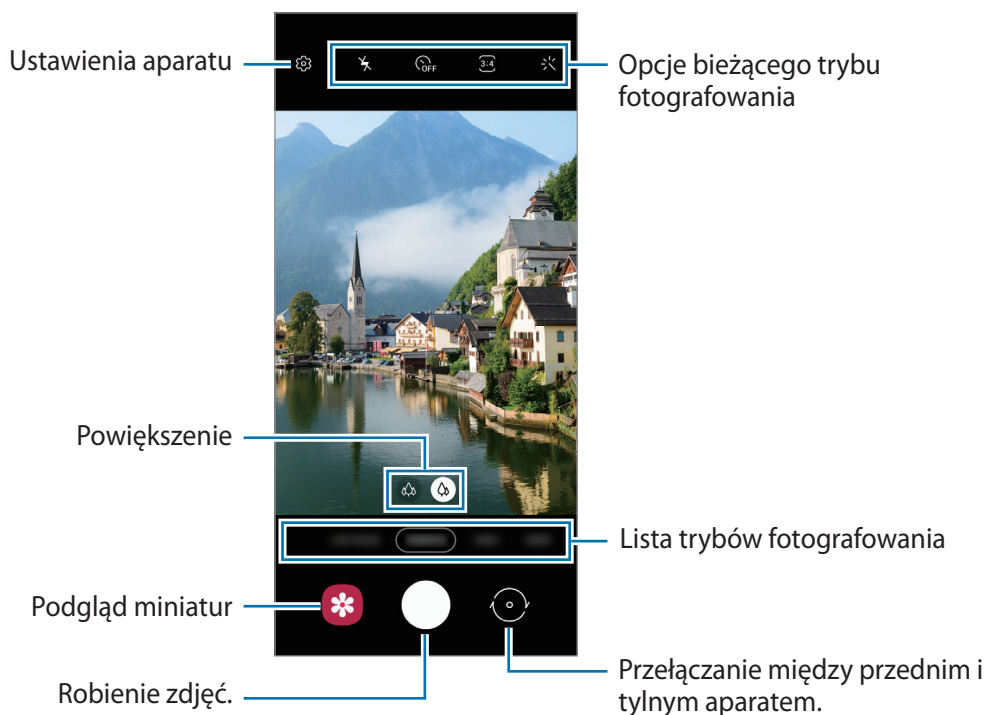 Ustawienia aparatu
OFF
3:4
Opcje bieżącego trybu
fotografowania
Powiększenie
Lista trybów fotografowania
Podgląd miniatur
Robienie zdjęć.
Przełączanie między przednim i
tylnym aparatem.